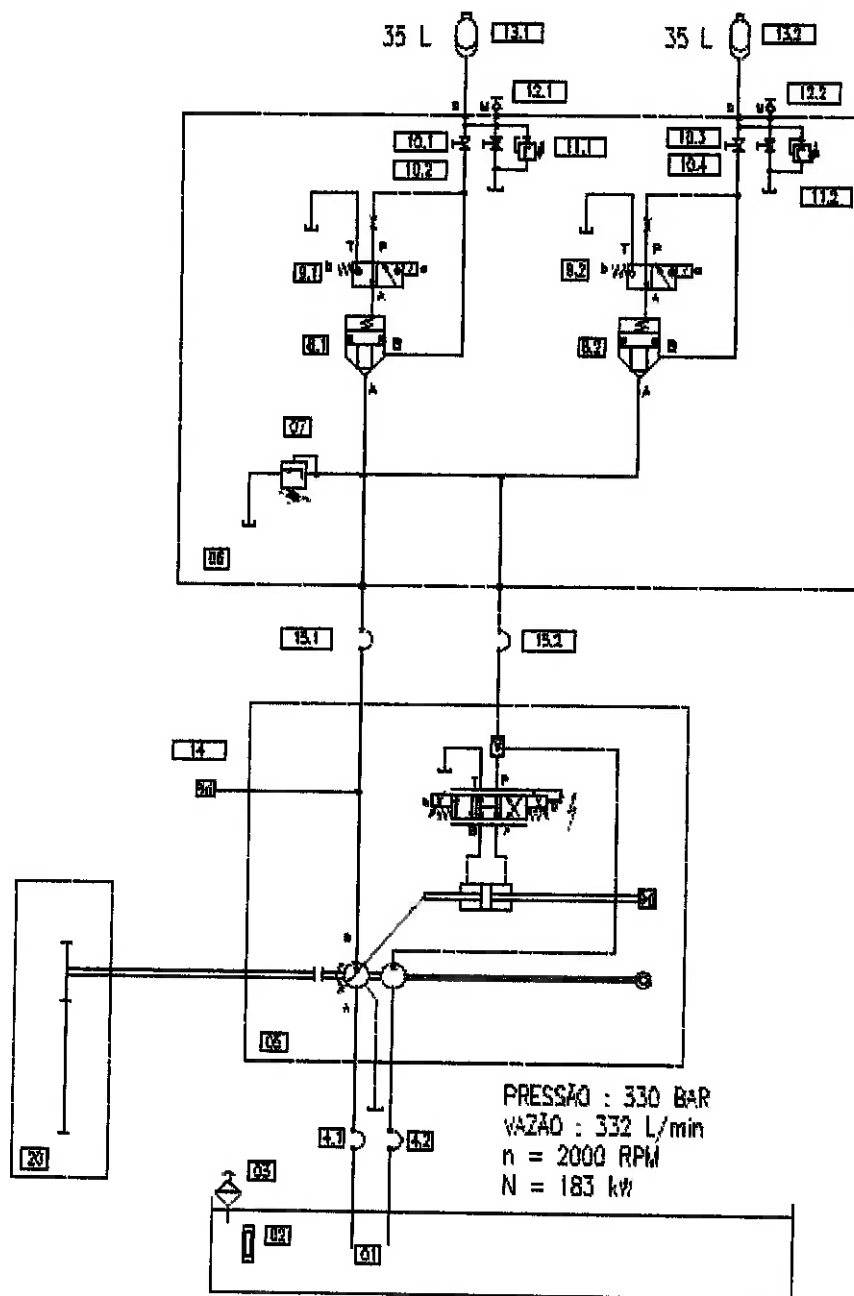 35 L 13.1 35 L 13.2
12.1 12.2
10.1 11.1 10.3
10.2 10.4 11.2
T P T P
9.1 b a b a
A A
8.1 B 8.2 B
A A
07
06
15.1 15.2
14
T P
B
A
05
PRESSÃO : 330 BAR
VAZÃO : 332 L/min
n = 2000 RPM
N = 183 kW
4.1 4.2
20
03
02
01